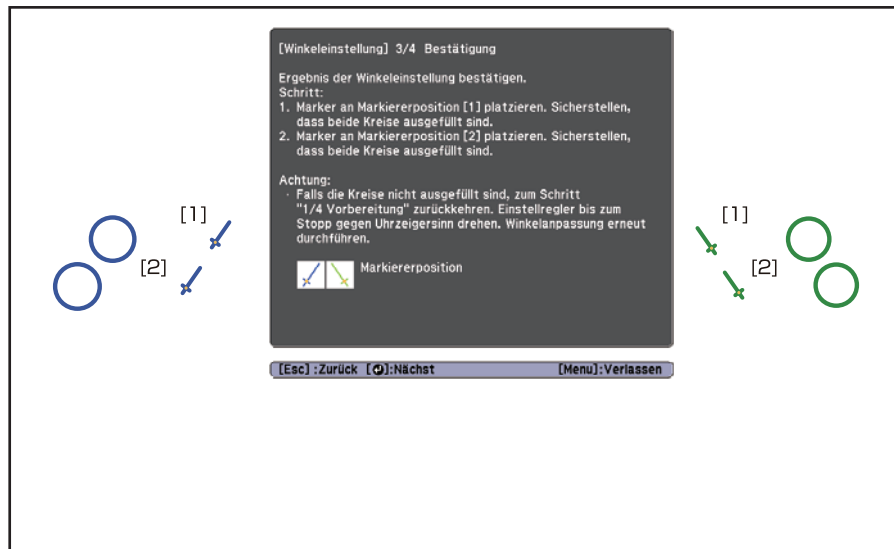 [Winkeleinstellung] 3/4 Bestätigung
Ergebnis der Winkeleinstellung bestätigen.
Schritt:
1. Marker an Markiererposition [1] platzieren. Sicherstellen,
dass beide Kreise ausgefüllt sind.
2. Marker an Markiererposition [2] platzieren. Sicherstellen,
dass beide Kreise ausgefüllt sind.
Achtung:
· Falls die Kreise nicht ausgefüllt sind, zum Schritt
"1/4 Vorbereitung" zurückkehren. Einstellregler bis zum
Stopp gegen Uhrzeigersinn drehen. Winkelanpassung erneut
durchführen.
Markiererposition
[1]
[2]
[1]
[2]
[Esc] :Zurück [⏎]:Nächst [Menu]:Verlassen